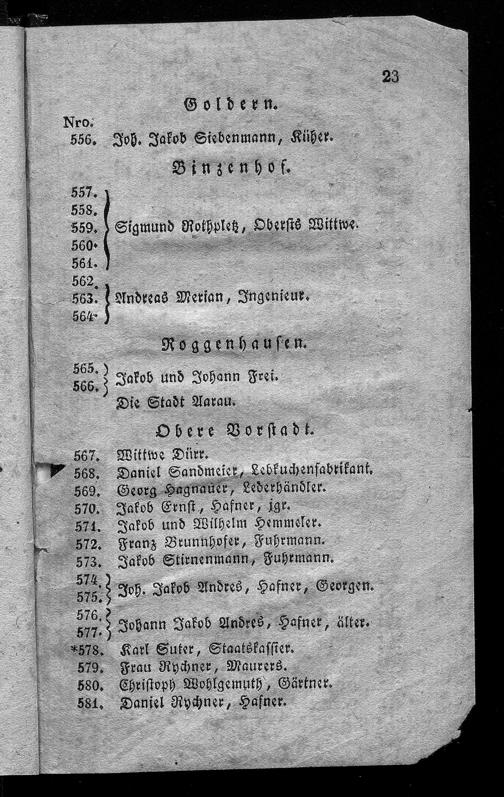 23
Goldern.
Nro.
556. Joh. Jakob Siebenmann, Küher.
Binzenhof.
557.
558.
559. Sigmund Rothpletz, Obersts Wittwe.
560.
561.
562.
563. Andreas Merian, Ingenieur.
564.
Roggenhausen.
565.
566. Jakob und Johann Frei.
Die Stadt Aarau.
Obere Vorstadt.
567. Wittwe Dürr.
568. Daniel Sandmeier, Lebkuchenfabrikant.
569. Georg Hagnauer, Lederhändler.
570. Jakob Ernst, Hafner, jgr.
571. Jakob und Wilhelm Hemmeler.
572. Franz Brunnhofer, Fuhrmann.
573. Jakob Stirnenmann, Fuhrmann.
574.
575. Joh. Jakob Andres, Hafner, Georgen.
576.
577. Johann Jakob Andres, Hafner, älter.
*578. Karl Suter, Staatskassier.
579. Frau Rychner, Maurers.
580. Christoph Wohlgemuth, Gärtner.
581. Daniel Rychner, Hafner.